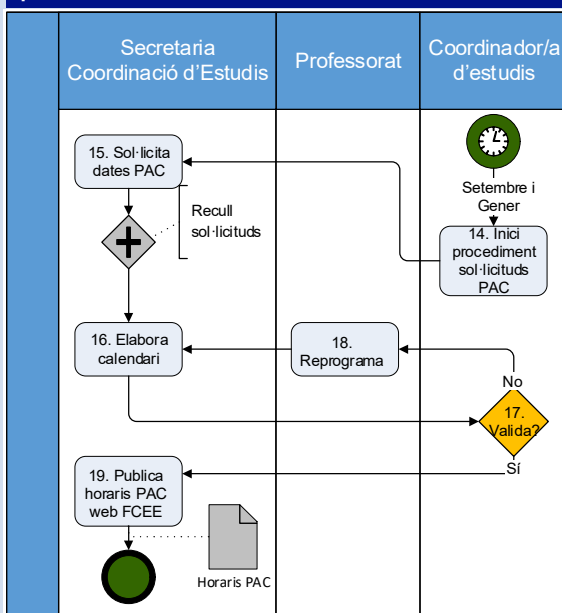 Secretaria
Coordinació d'Estudis
Professorat
Coordinador/a
d'estudis
15. Sol·licita
dates PAC
Recull
sol·licituds
Setembre i
Gener
14. Inici
procediment
sol·licituds
PAC
16. Elabora
calendari
18.
Reprograma
No
17.
Valida?
Sí
19. Publica
horaris PAC
web FCEE
Horaris PAC